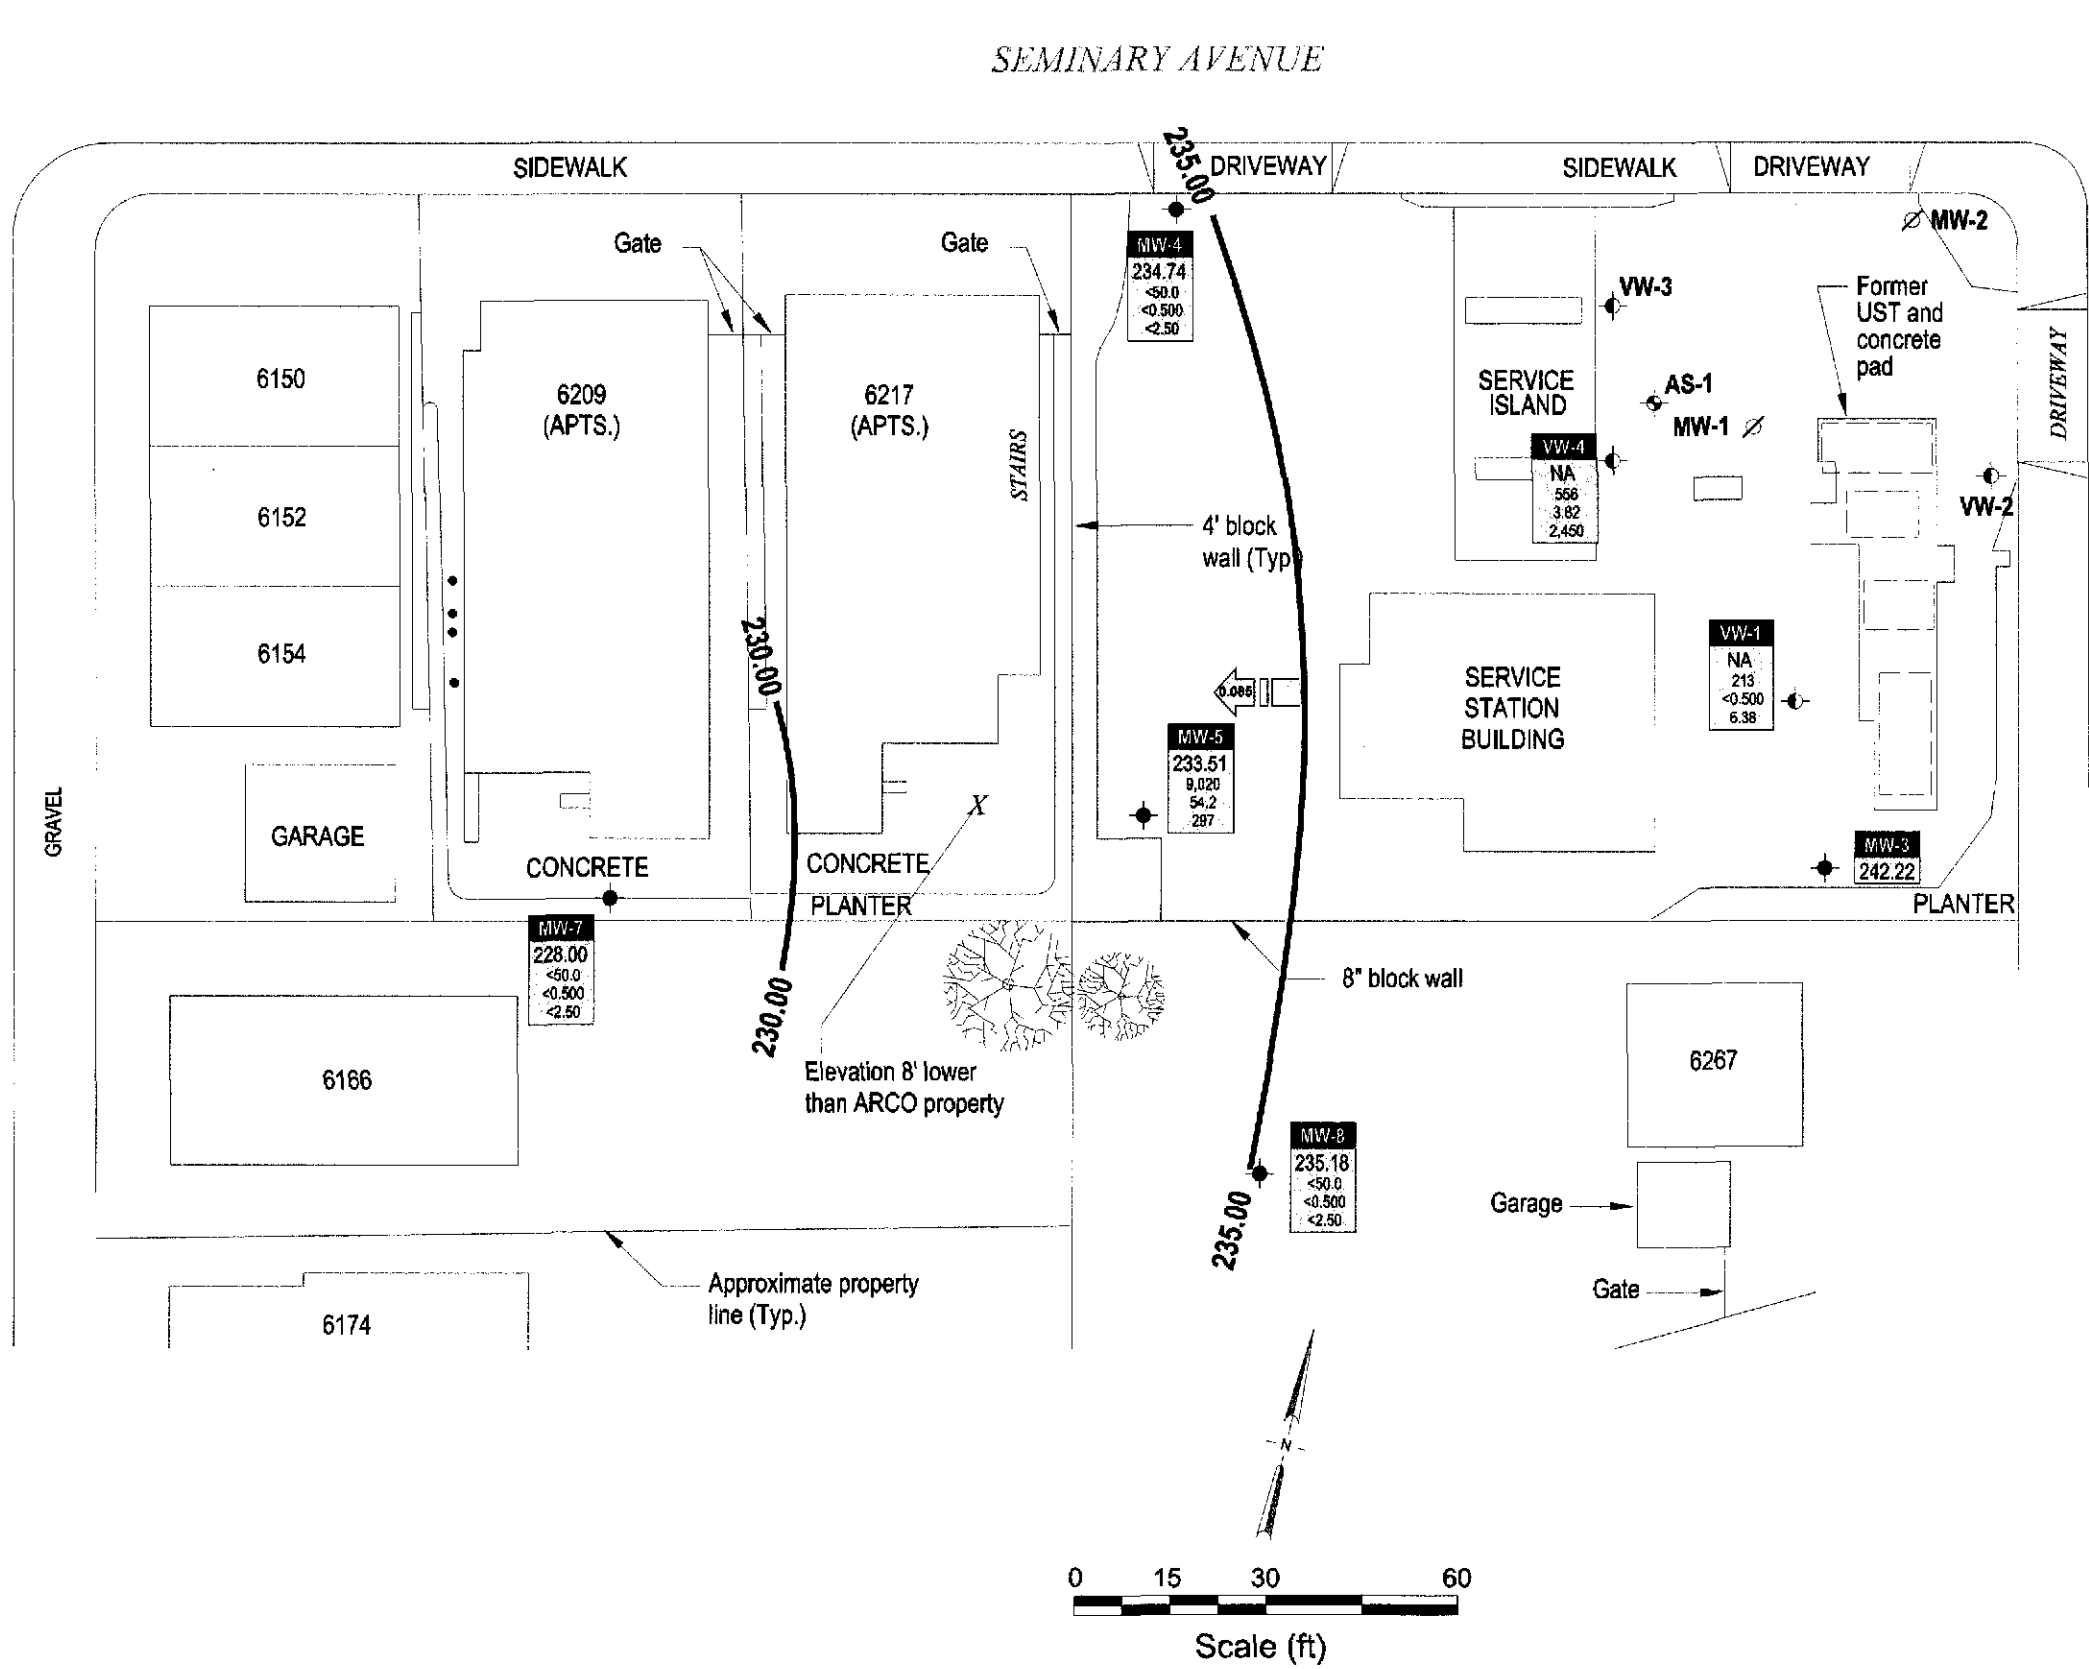 SEMINARY AVENUE
SIDEWALK
DRIVEWAY
SIDEWALK
DRIVEWAY
235.00
MW-2
Gate
Gate
MW-4
234.74
<50.0
<0.500
<2.50
VW-3
Former
UST and
concrete
pad
DRIVEWAY
6150
6209
(APTS.)
6217
(APTS.)
SERVICE
ISLAND
AS-1
MW-1
STAIRS
VW-4
NA
556
3.82
2,450
VW-2
6152
4' block
wall (Typ.)
6154
230.00
0.085
SERVICE
STATION
BUILDING
VW-1
NA
213
<0.500
6.38
MW-5
233.51
9,020
54.2
297
GRAVEL
GARAGE
X
CONCRETE
CONCRETE
MW-3
242.22
PLANTER
PLANTER
MW-7
228.00
<50.0
<0.500
<2.50
230.00
8" block wall
6166
Elevation 8' lower
than ARCO property
6267
MW-8
235.18
<50.0
<0.500
<2.50
235.00
Garage
Approximate property
line (Typ.)
Gate
6174
N
0 15 30 60
Scale (ft)